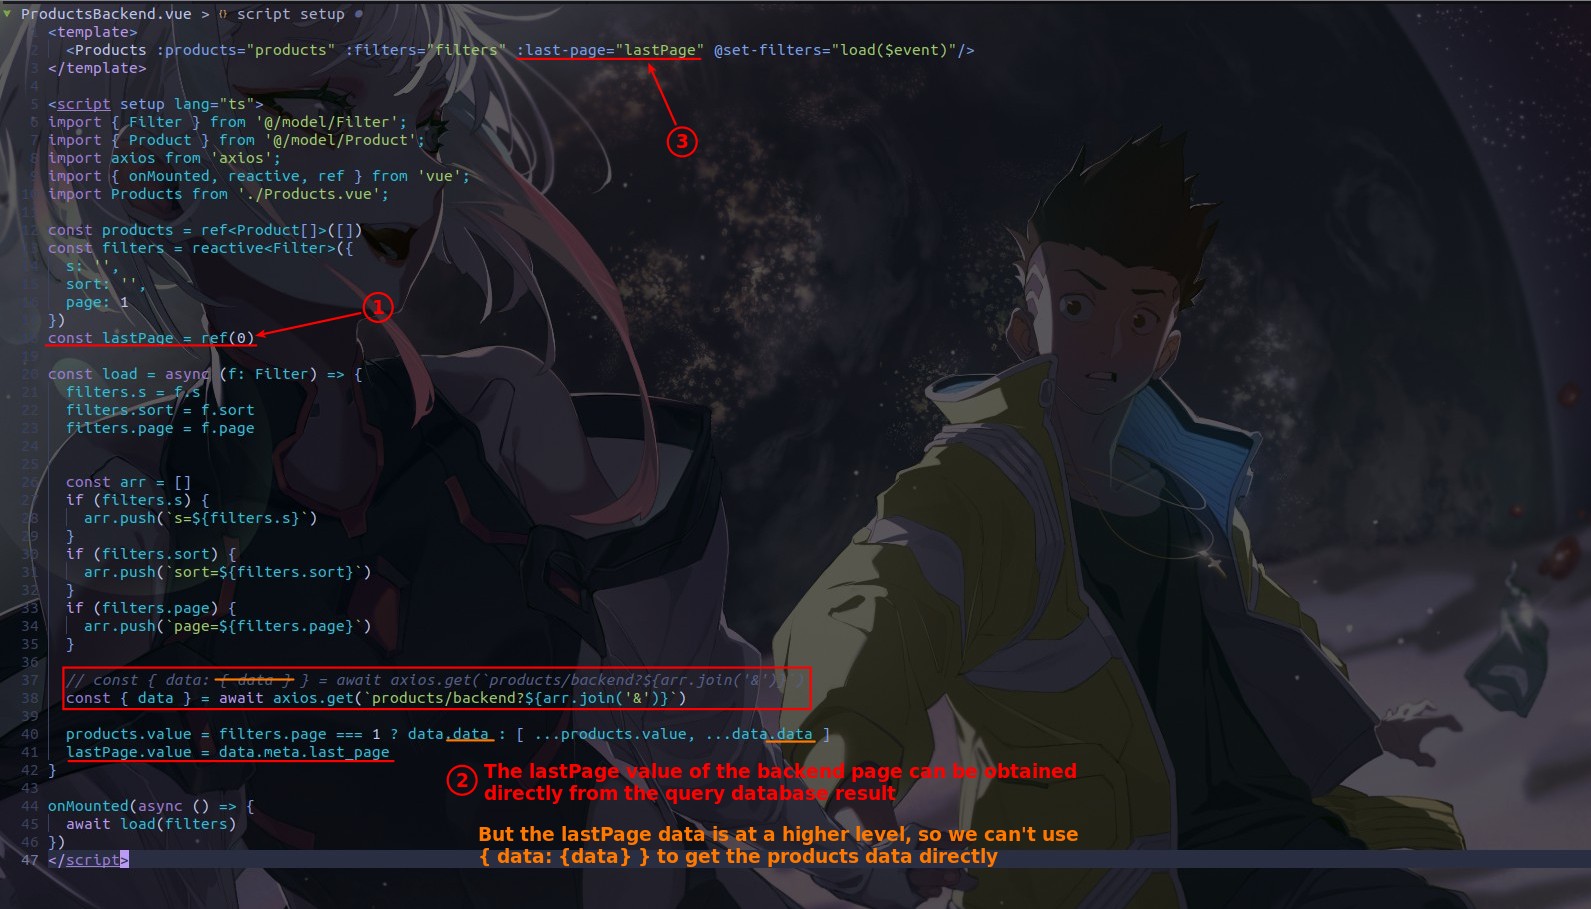 ProductsBackend.vue > {} script setup
<template>
2 <Products :products="products" :filters="filters" :last-page="lastPage" @set-filters="load($event)"/>
3 </template>
4
5 <script setup lang="ts">
6 import { Filter } from '@/model/Filter';
7 import { Product } from '@/model/Product';
8 import axios from 'axios';
9 import { onMounted, reactive, ref } from 'vue';
10 import Products from './Products.vue';
11
12 const products = ref<Product[]>([])
13 const filters = reactive<Filter>({
14 s: '',
15 sort: '',
16 page: 1
17 })
18 const lastPage = ref(0)
19
20 const load = async (f: Filter) => {
21 filters.s = f.s
22 filters.sort = f.sort
23 filters.page = f.page
24
25
26 const arr = []
27 if (filters.s) {
28 arr.push(`s=${filters.s}`)
29 }
30 if (filters.sort) {
31 arr.push(`sort=${filters.sort}`)
32 }
33 if (filters.page) {
34 arr.push(`page=${filters.page}`)
35 }
36
37 // const { data: { data } } = await axios.get(`products/backend?${arr.join('&')}`)
38 const { data } = await axios.get(`products/backend?${arr.join('&')}`)
39
40 products.value = filters.page === 1 ? data.data : [ ...products.value, ...data.data ]
41 lastPage.value = data.meta.last_page
42 }
43
44 onMounted(async () => {
45 await load(filters)
46 })
47 </script>
1
2
3
The lastPage value of the backend page can be obtained
directly from the query database result
But the lastPage data is at a higher level, so we can't use
{ data: {data} } to get the products data directly